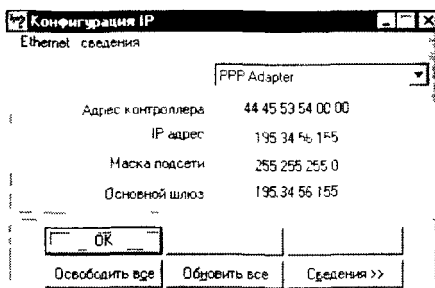 Конфигурация IP
Ethernet сведения
PPP Adapter
Адрес контроллера 44 45 53 54 00 00
IP адрес 195 34 56 155
Маска подсети 255 255 255 0
Основной шлюз 195.34 56 155
OK
Освободить все Обновить все Сведения >>